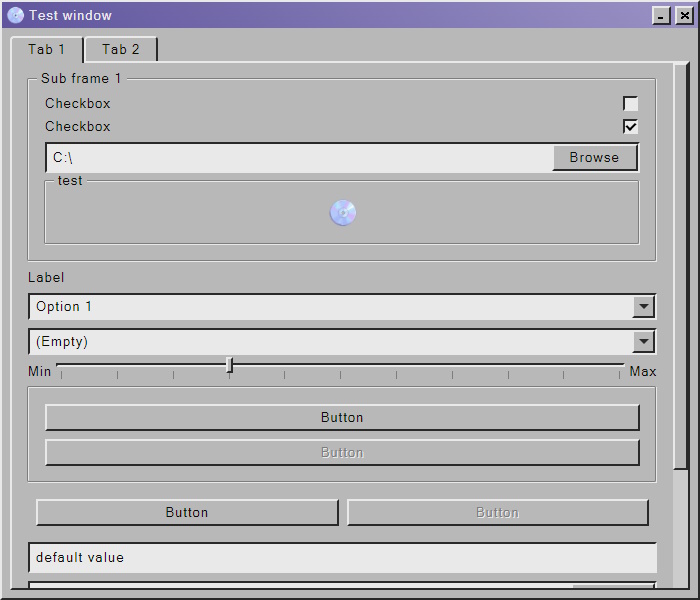 Test window
Tab 1 Tab 2
Sub frame 1
Checkbox
Checkbox
C:\ Browse
test
Label
Option 1
(Empty)
Min Max
Button
Button
Button Button
default value